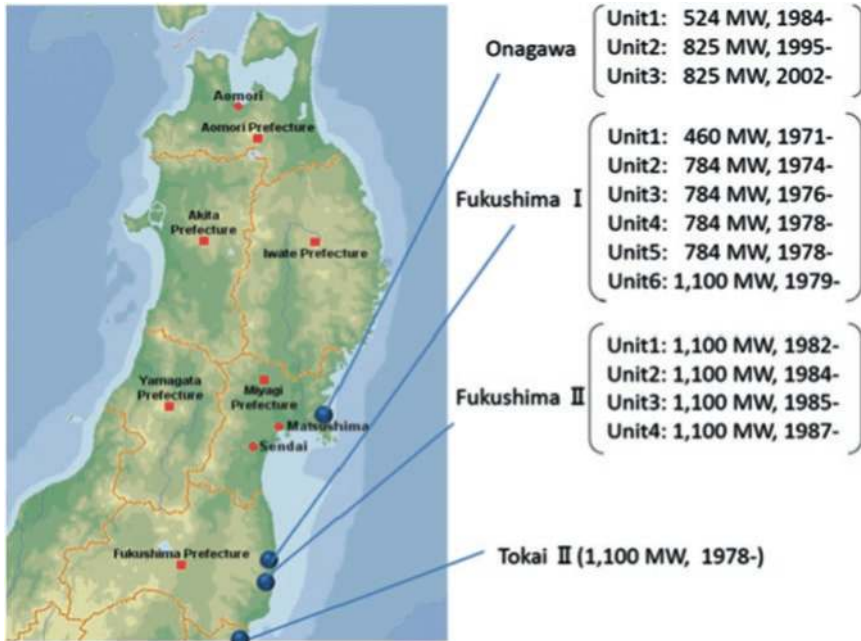 Aomori
Aomori Prefecture
Akita
Prefecture
Iwate Prefecture
Yamagata
Prefecture
Miyagi
Prefecture
Matsushima
Sendai
Fukushima Prefecture
Onagawa
Unit1: 524 MW, 1984-
Unit2: 825 MW, 1995-
Unit3: 825 MW, 2002-
Fukushima Ⅰ
Unit1: 460 MW, 1971-
Unit2: 784 MW, 1974-
Unit3: 784 MW, 1976-
Unit4: 784 MW, 1978-
Unit5: 784 MW, 1978-
Unit6: 1,100 MW, 1979-
Fukushima Ⅱ
Unit1: 1,100 MW, 1982-
Unit2: 1,100 MW, 1984-
Unit3: 1,100 MW, 1985-
Unit4: 1,100 MW, 1987-
Tokai Ⅱ (1,100 MW, 1978-)